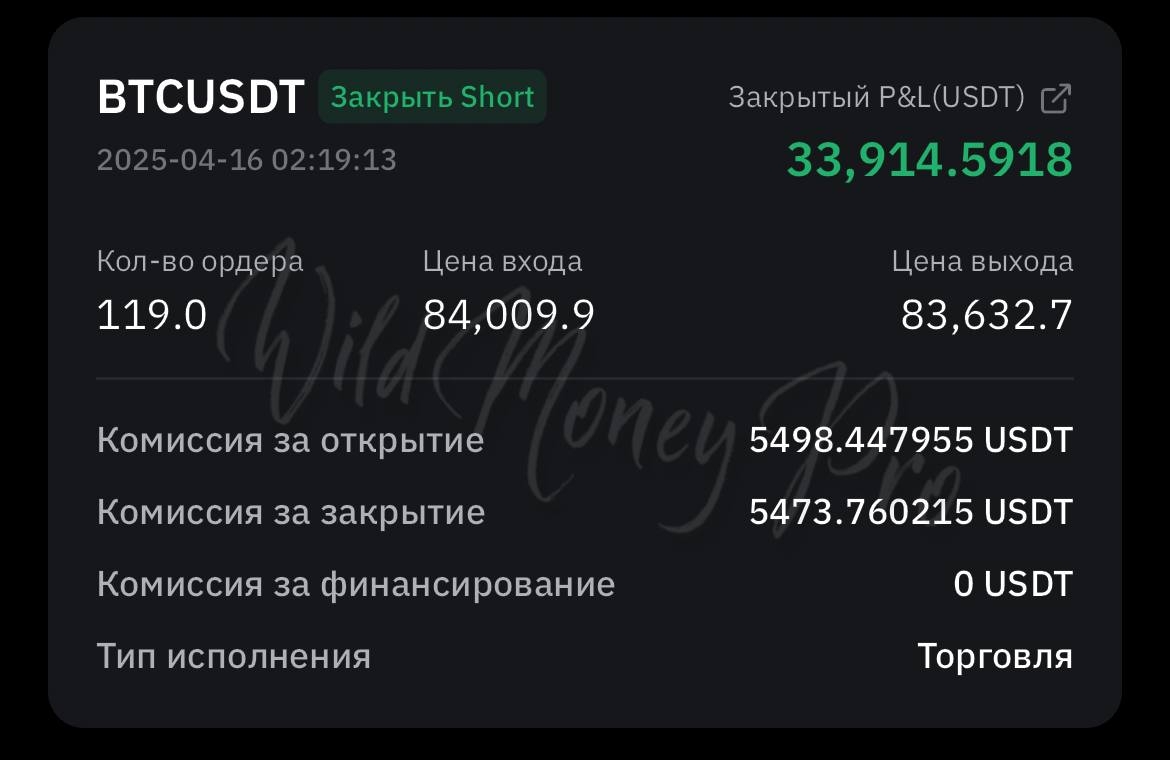 BTCUSDT Закрыть Short Закрытый P&L(USDT)
2025-04-16 02:19:13 33,914.5918
Кол-во ордера Цена входа Цена выхода
119.0 84,009.9 83,632.7
Wild Money Pro
Комиссия за открытие 5498.447955 USDT
Комиссия за закрытие 5473.760215 USDT
Комиссия за финансирование 0 USDT
Тип исполнения Торговля